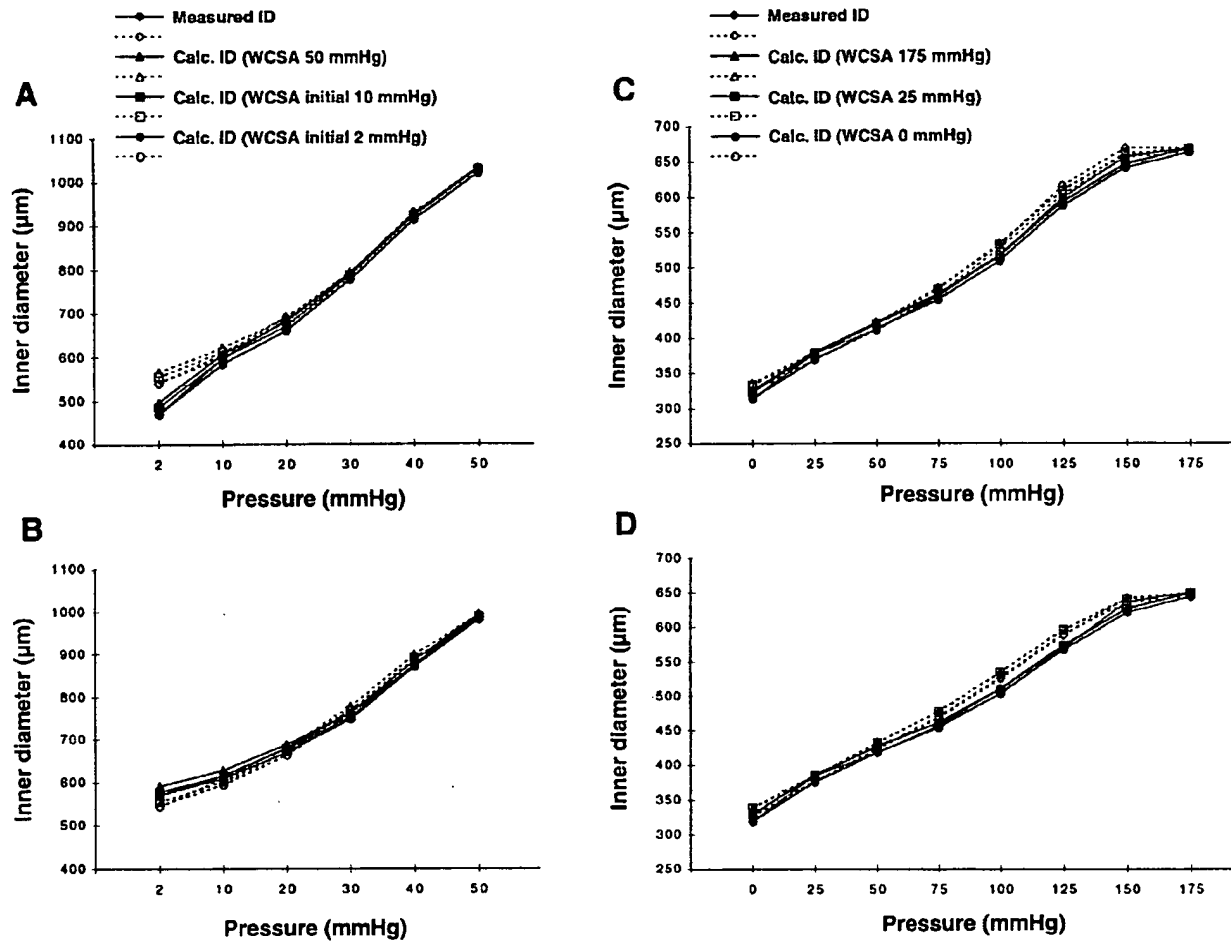 Measured ID
Calc. ID (WCSA 50 mmHg)
Calc. ID (WCSA initial 10 mmHg)
Calc. ID (WCSA initial 2 mmHg)
A
1100
1000
900
800
700
600
500
400
Inner diameter (µm)
2 10 20 30 40 50
Pressure (mmHg)
B
1100
1000
900
800
700
600
500
400
Inner diameter (µm)
2 10 20 30 40 50
Pressure (mmHg)
Measured ID
Calc. ID (WCSA 175 mmHg)
Calc. ID (WCSA 25 mmHg)
Calc. ID (WCSA 0 mmHg)
C
700
650
600
550
500
450
400
350
300
250
Inner diameter (µm)
0 25 50 75 100 125 150 175
Pressure (mmHg)
D
700
650
600
550
500
450
400
350
300
250
Inner diameter (µm)
0 25 50 75 100 125 150 175
Pressure (mmHg)